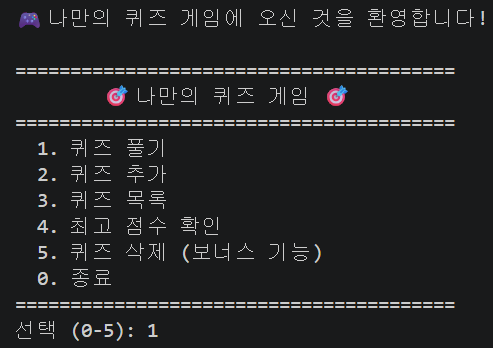 🎮 나만의 퀴즈 게임에 오신 것을 환영합니다!
========================================
🎯 나만의 퀴즈 게임 🎯
========================================
1. 퀴즈 풀기
2. 퀴즈 추가
3. 퀴즈 목록
4. 최고 점수 확인
5. 퀴즈 삭제 (보너스 기능)
0. 종료
========================================
선택 (0-5): 1